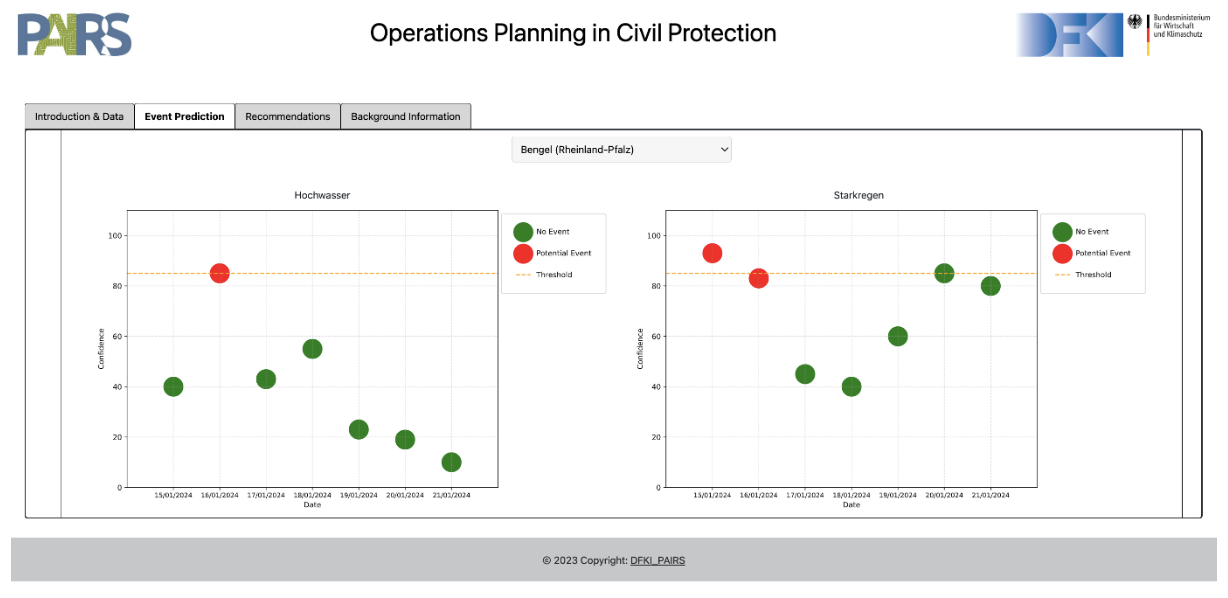 PAIRS
Operations Planning in Civil Protection
DFKI
Bundesministerium
für Wirtschaft
und Klimaschutz
Introduction & Data
Event Prediction
Recommendations
Background Information
Bengel (Rheinland-Pfalz)
Hochwasser
100
80
60
40
20
0
Confidence
15/01/2024 16/01/2024 17/01/2024 18/01/2024 19/01/2024 20/01/2024 21/01/2024
Date
No Event
Potential Event
Threshold
Starkregen
100
80
60
40
20
0
Confidence
15/01/2024 16/01/2024 17/01/2024 18/01/2024 19/01/2024 20/01/2024 21/01/2024
Date
No Event
Potential Event
Threshold
© 2023 Copyright: DFKI_PAIRS